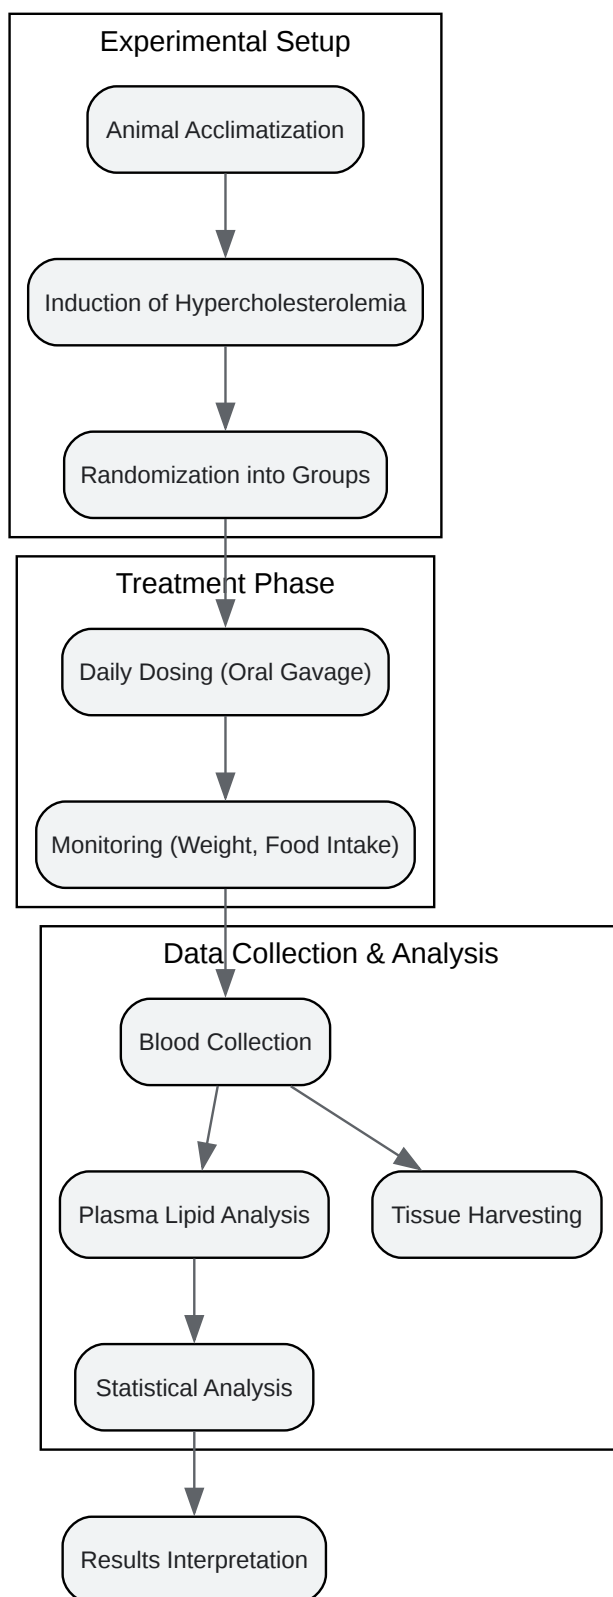 Experimental Setup
Animal Acclimatization
Induction of Hypercholesterolemia
Randomization into Groups
Treatment Phase
Daily Dosing (Oral Gavage)
Monitoring (Weight, Food Intake)
Data Collection & Analysis
Blood Collection
Plasma Lipid Analysis
Tissue Harvesting
Statistical Analysis
Results Interpretation